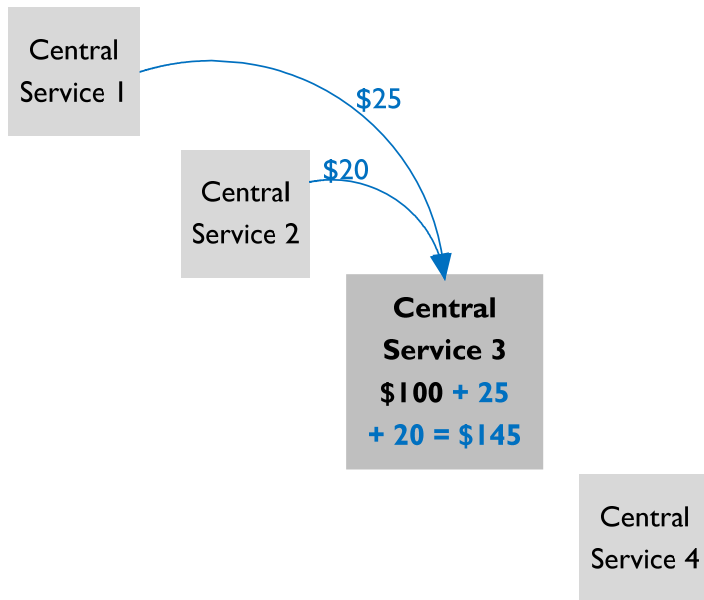 Central
Service 1
$25
$20
Central
Service 2
Central
Service 3
$100 + 25
+ 20 = $145
Central
Service 4